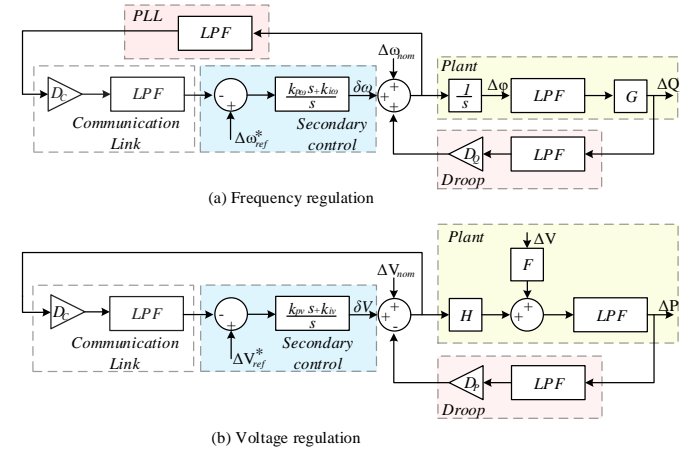 PLL
LPF
Δω_nom
Plant
D_C
LPF
-
+
k_pω s+k_iω
s
δω
+
+
+
1
s
Δφ
LPF
G
ΔQ
Communication
Link
Δω*_ref
Secondary
control
D_Q
LPF
Droop
(a) Frequency regulation
Plant
ΔV
F
ΔV_nom
D_C
LPF
-
+
k_pv s+k_iv
s
δV
+
+
-
H
+
+
LPF
ΔP
Communication
Link
ΔV*_ref
Secondary
control
D_P
LPF
Droop
(b) Voltage regulation